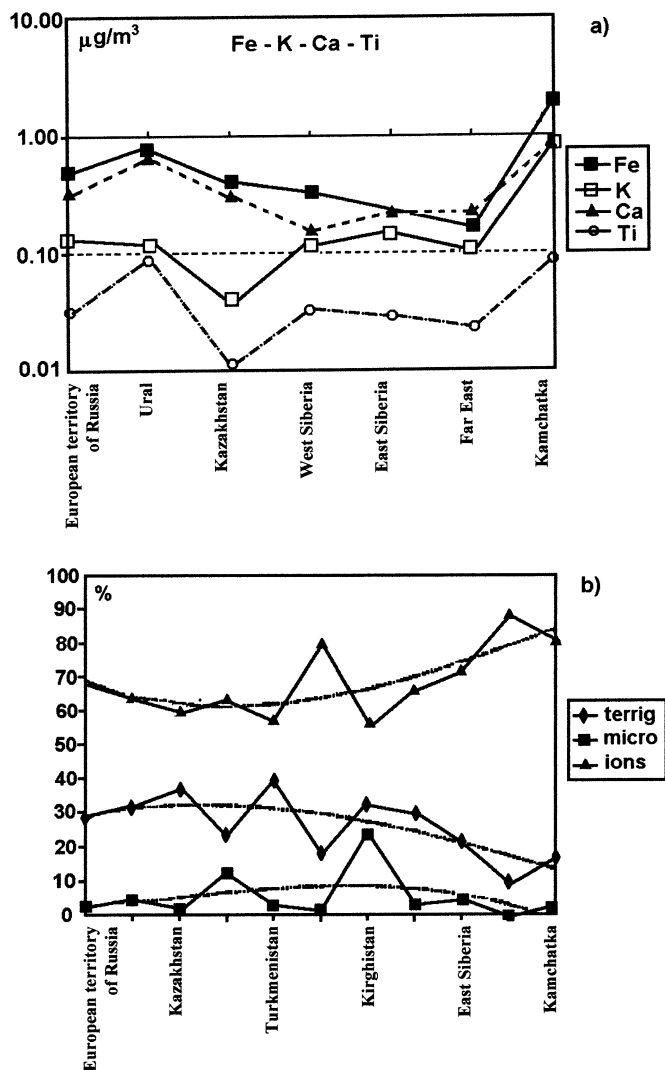 10.00
μg/m³
Fe - K - Ca - Ti
a)
1.00
0.10
0.01
Fe
K
Ca
Ti
European territory
of Russia
Ural
Kazakhstan
West Siberia
East Siberia
Far East
Kamchatka
100
%
b)
90
80
70
60
50
40
30
20
10
0
terrig
micro
ions
European territory
of Russia
Kazakhstan
Turkmenistan
Kirghistan
East Siberia
Kamchatka